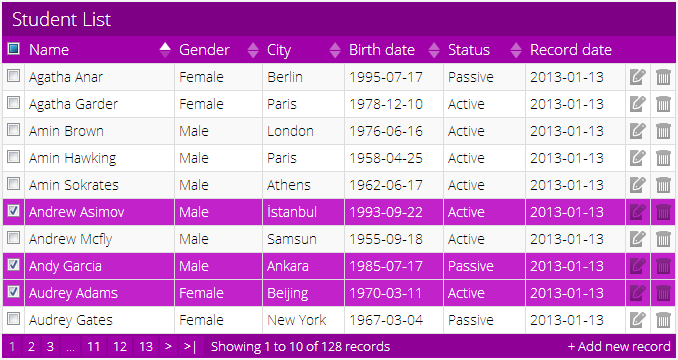 Student List
Name Gender City Birth date Status Record date
Agatha Anar Female Berlin 1995-07-17 Passive 2013-01-13
Agatha Garder Female Paris 1978-12-10 Active 2013-01-13
Amin Brown Male London 1976-06-16 Active 2013-01-13
Amin Hawking Male Paris 1958-04-25 Active 2013-01-13
Amin Sokrates Male Athens 1962-06-17 Active 2013-01-13
Andrew Asimov Male İstanbul 1993-09-22 Active 2013-01-13
Andrew Mcfly Male Samsun 1955-09-18 Active 2013-01-13
Andy Garcia Male Ankara 1985-07-17 Passive 2013-01-13
Audrey Adams Female Beijing 1970-03-11 Active 2013-01-13
Audrey Gates Female New York 1967-03-04 Passive 2013-01-13
1 2 3 ... 11 12 13 > >| Showing 1 to 10 of 128 records + Add new record